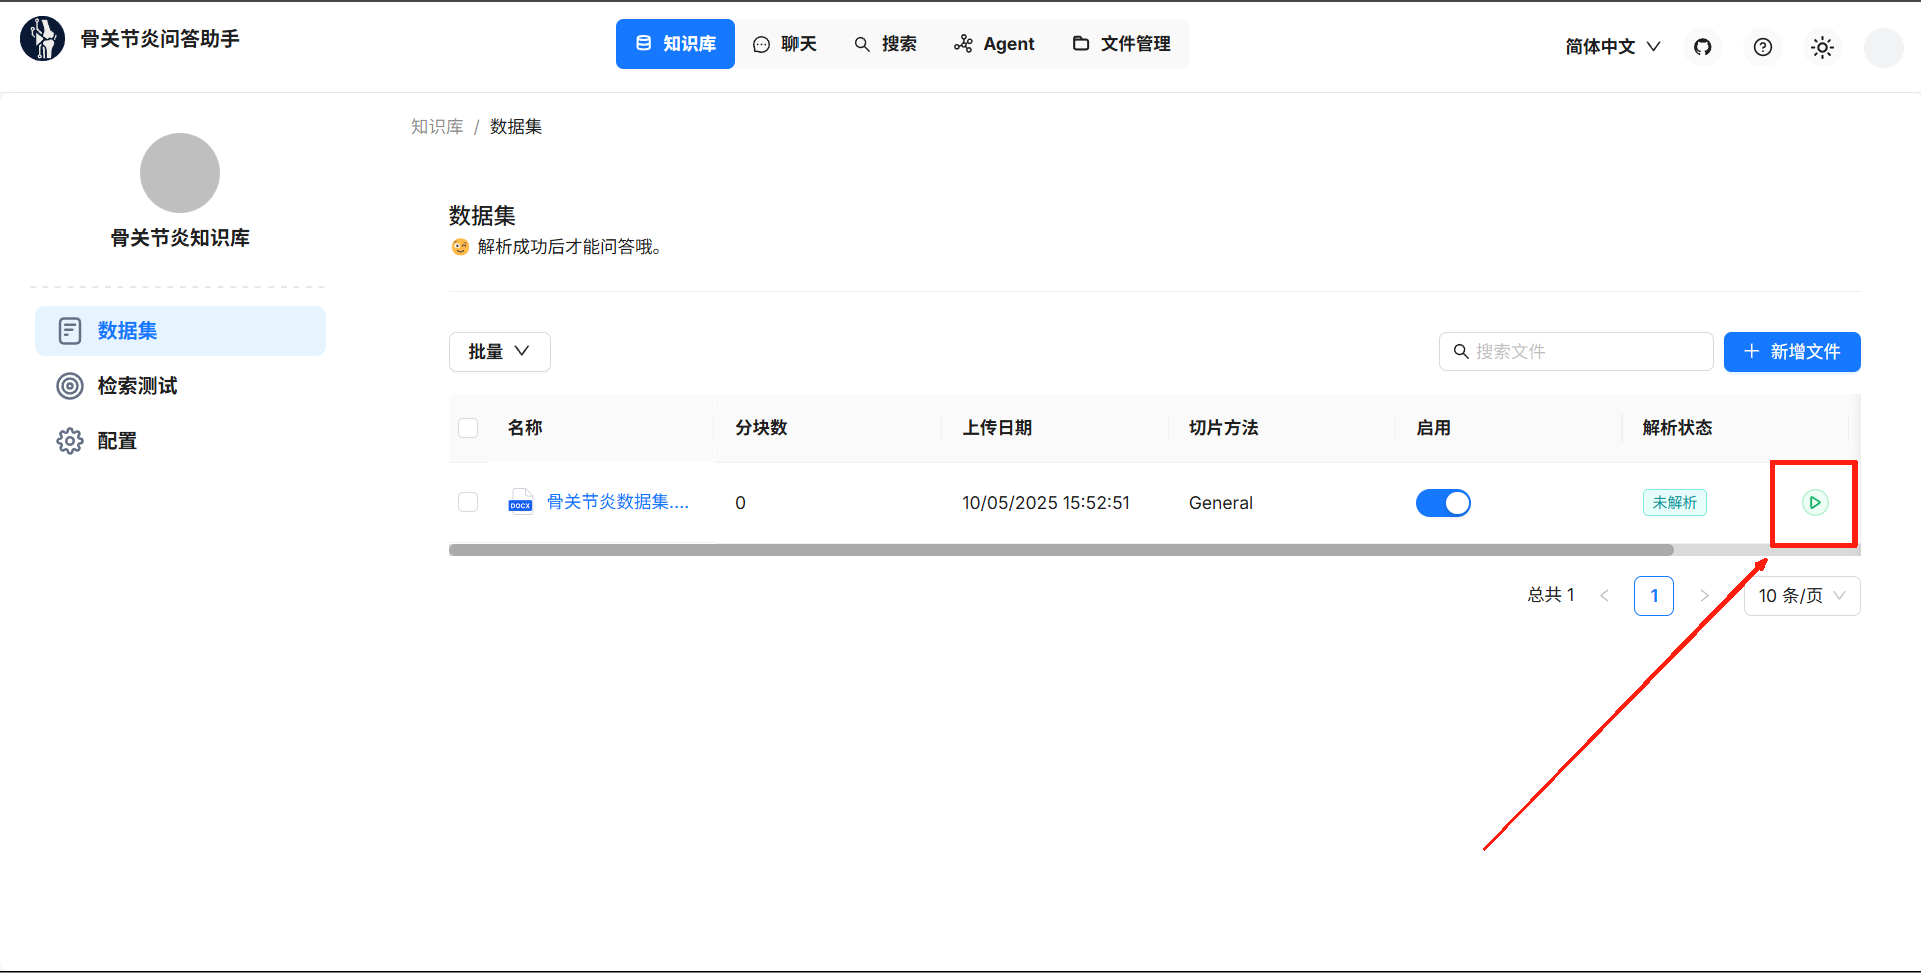 骨关节炎问答助手
知识库
聊天
搜索
Agent
文件管理
简体中文
骨关节炎知识库
数据集
检索测试
配置
知识库 / 数据集
数据集
解析成功后才能问答哦。
批量
搜索文件
新增文件
名称 分块数 上传日期 切片方法 启用 解析状态
DOCX 骨关节炎数据集.... 0 10/05/2025 15:52:51 General 未解析
总共 1 1 10 条/页